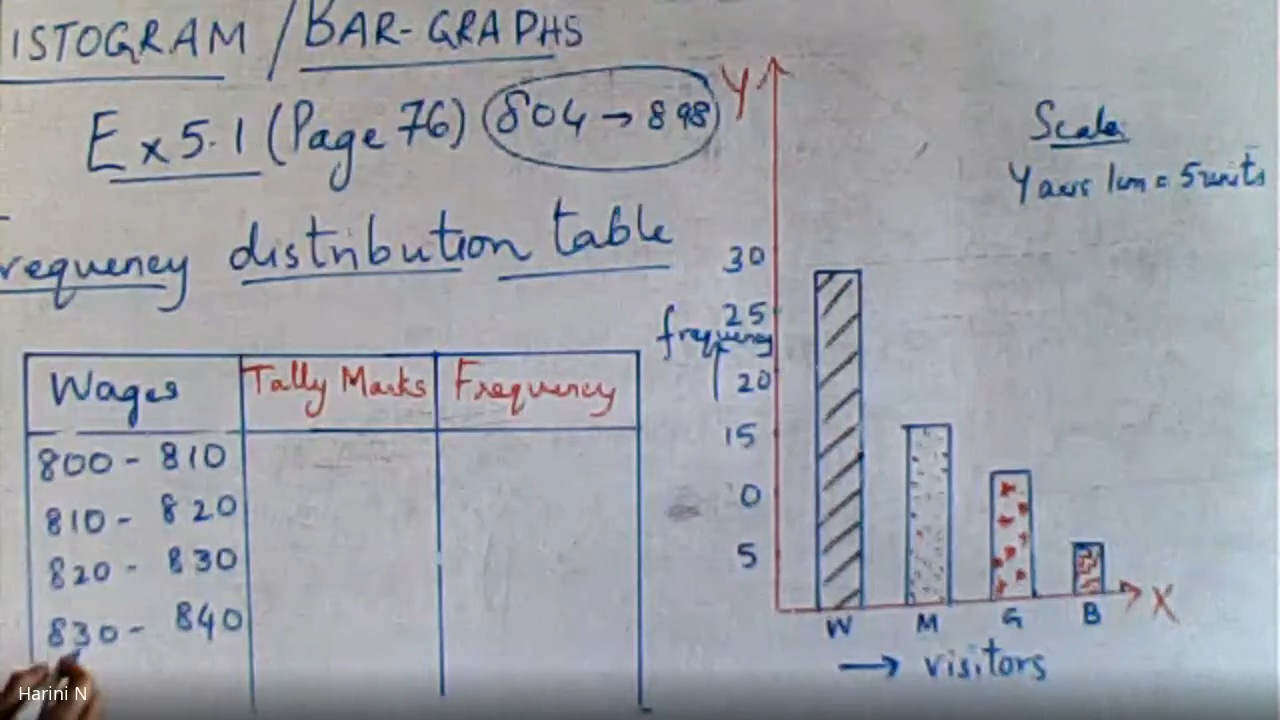 ISTOGRAM / BAR-GRAPHS
Ex 5.1 (Page 76) 804 → 898
requency distribution table
Wages Tally Marks Frequency
800 - 810
810 - 820
820 - 830
830 - 840
Y
Scale
Y axis 1cm = 5 units
30
25
frequency
20
15
0
5
W M G B X
→ visitors
Harini N